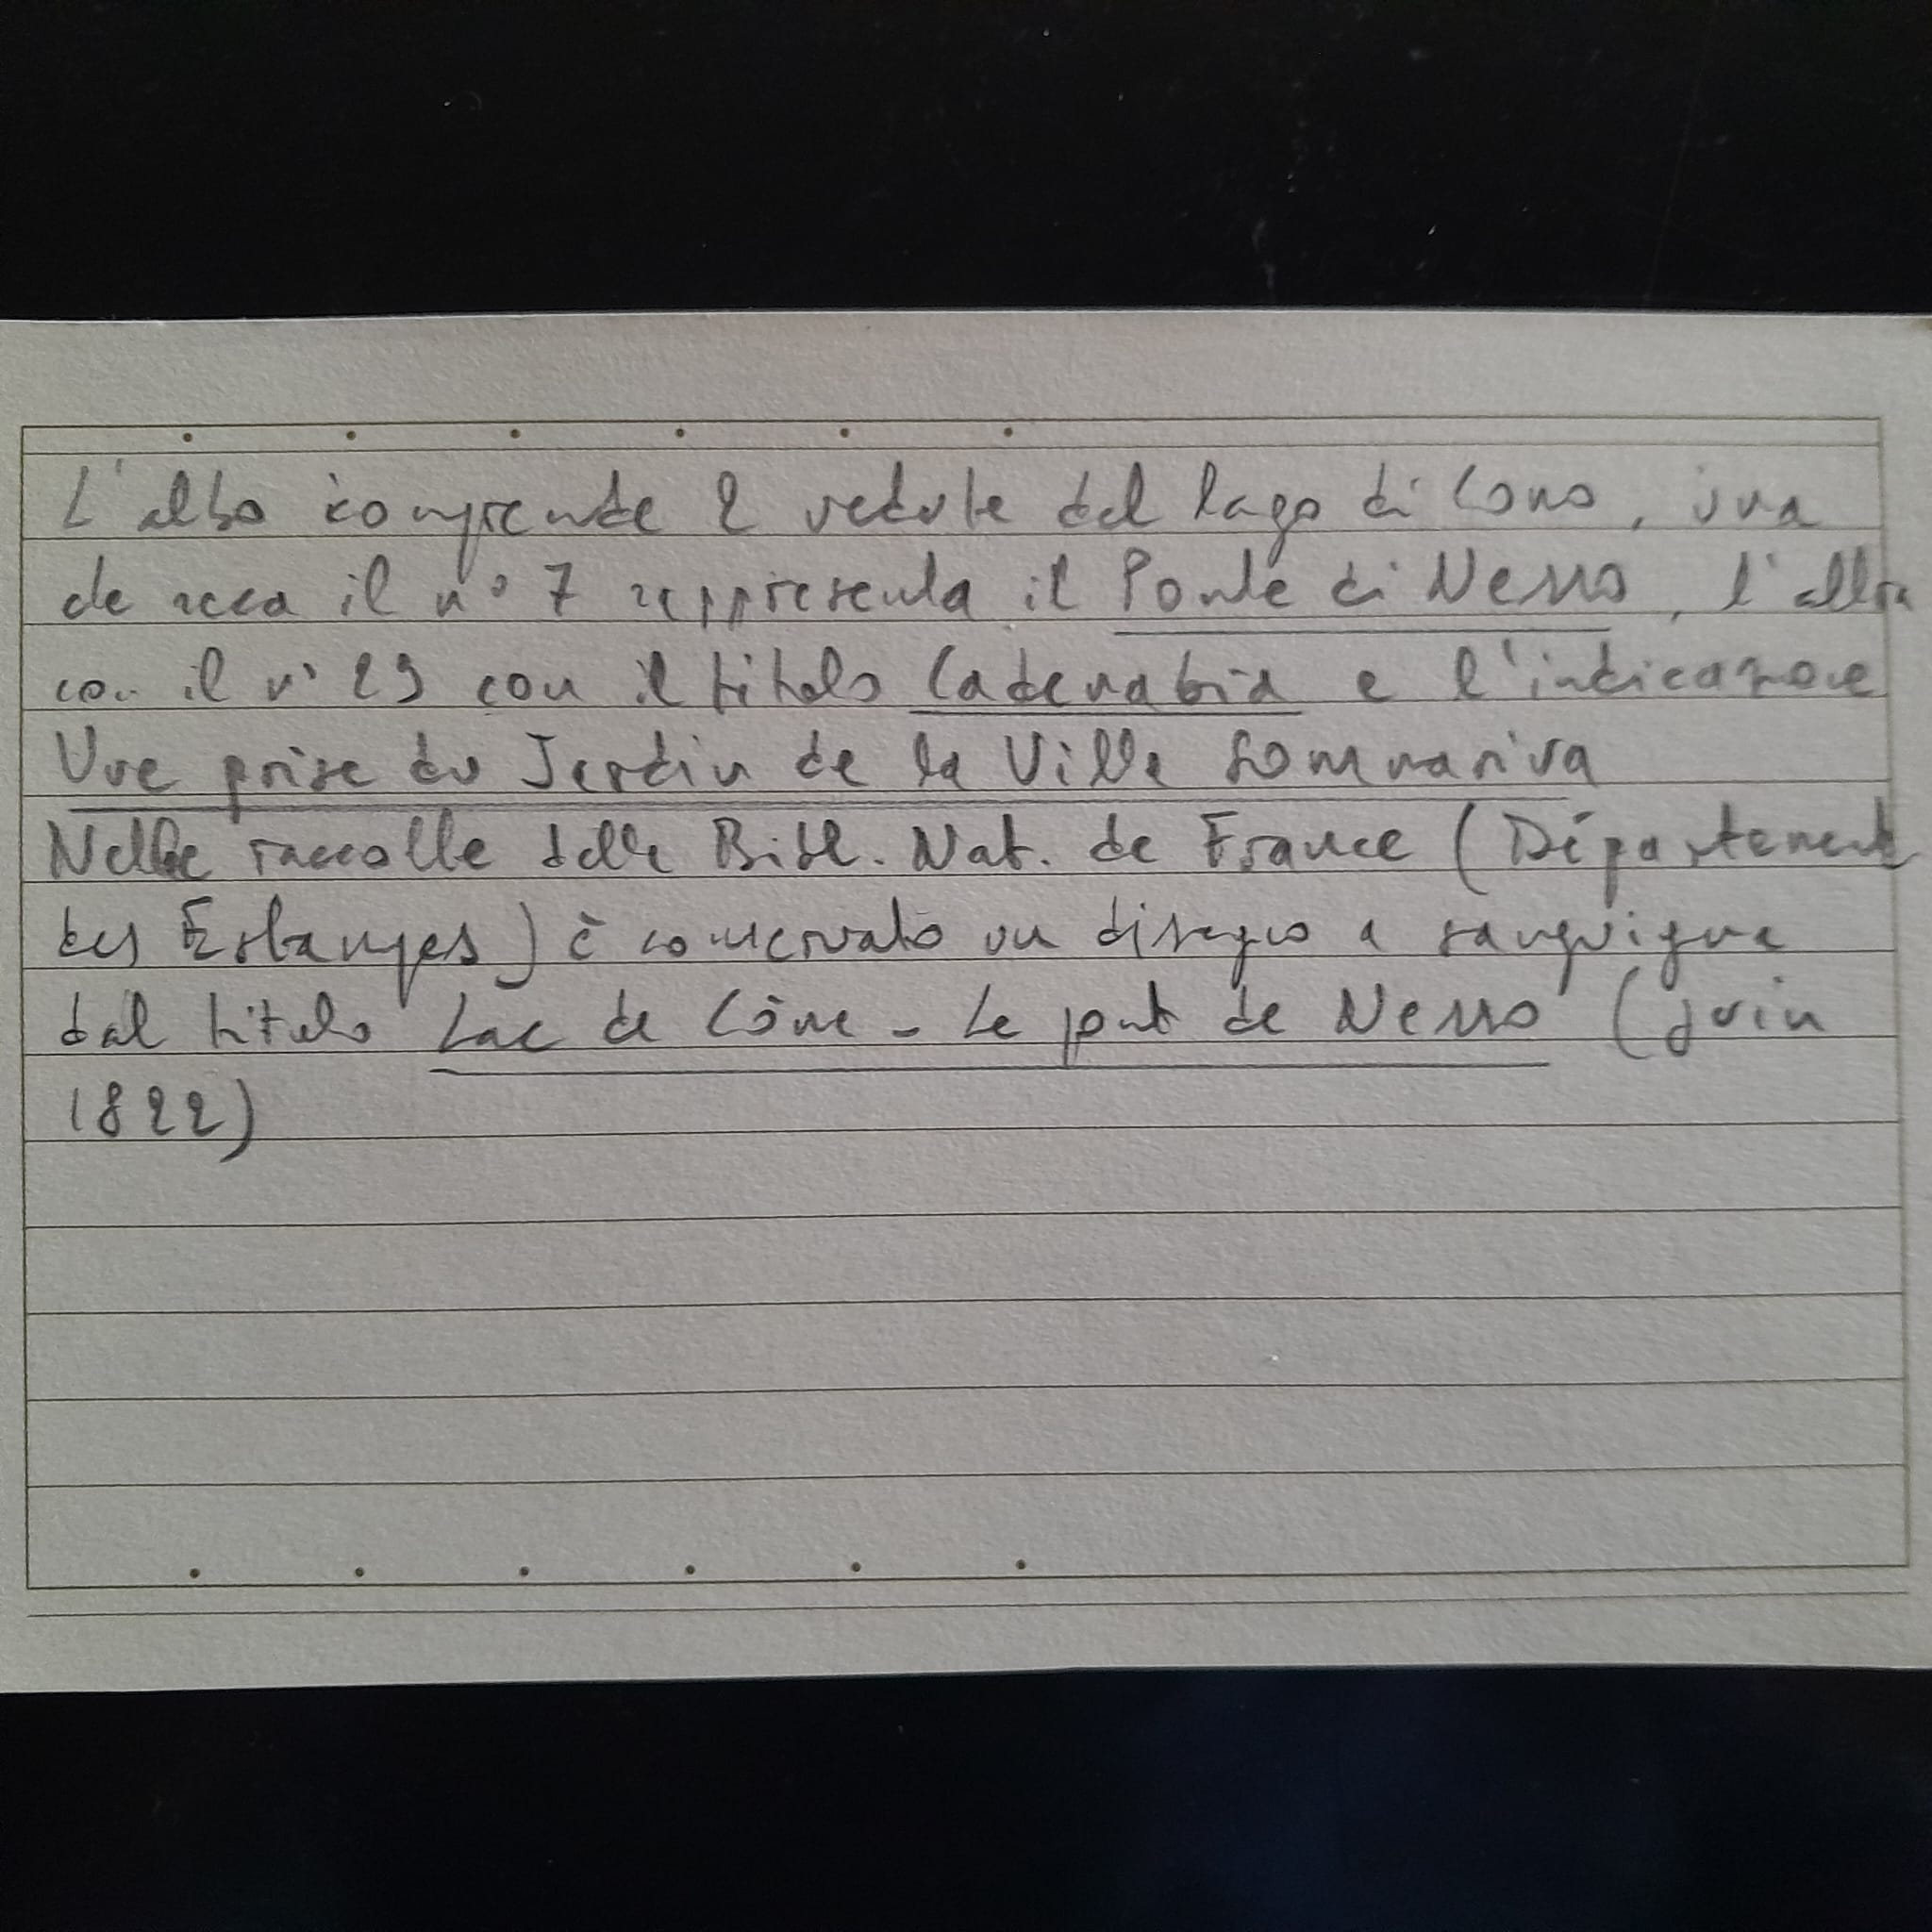 L'albo comprende 2 vedute del lago di Como, una
che reca il n° 7 rappresenta il Ponte di Nesso, l'altra
con il n° 29 con il titolo Cadenabia e l'indicazione
Vue prise du Jardin de la Ville Sommariva
Nelle raccolte della Bibl. Nat. de France (Département
des Estampes) è conservato un disegno a sanguigna
dal titolo Lac de Côme - Le pont de Nesso (juin
1822)